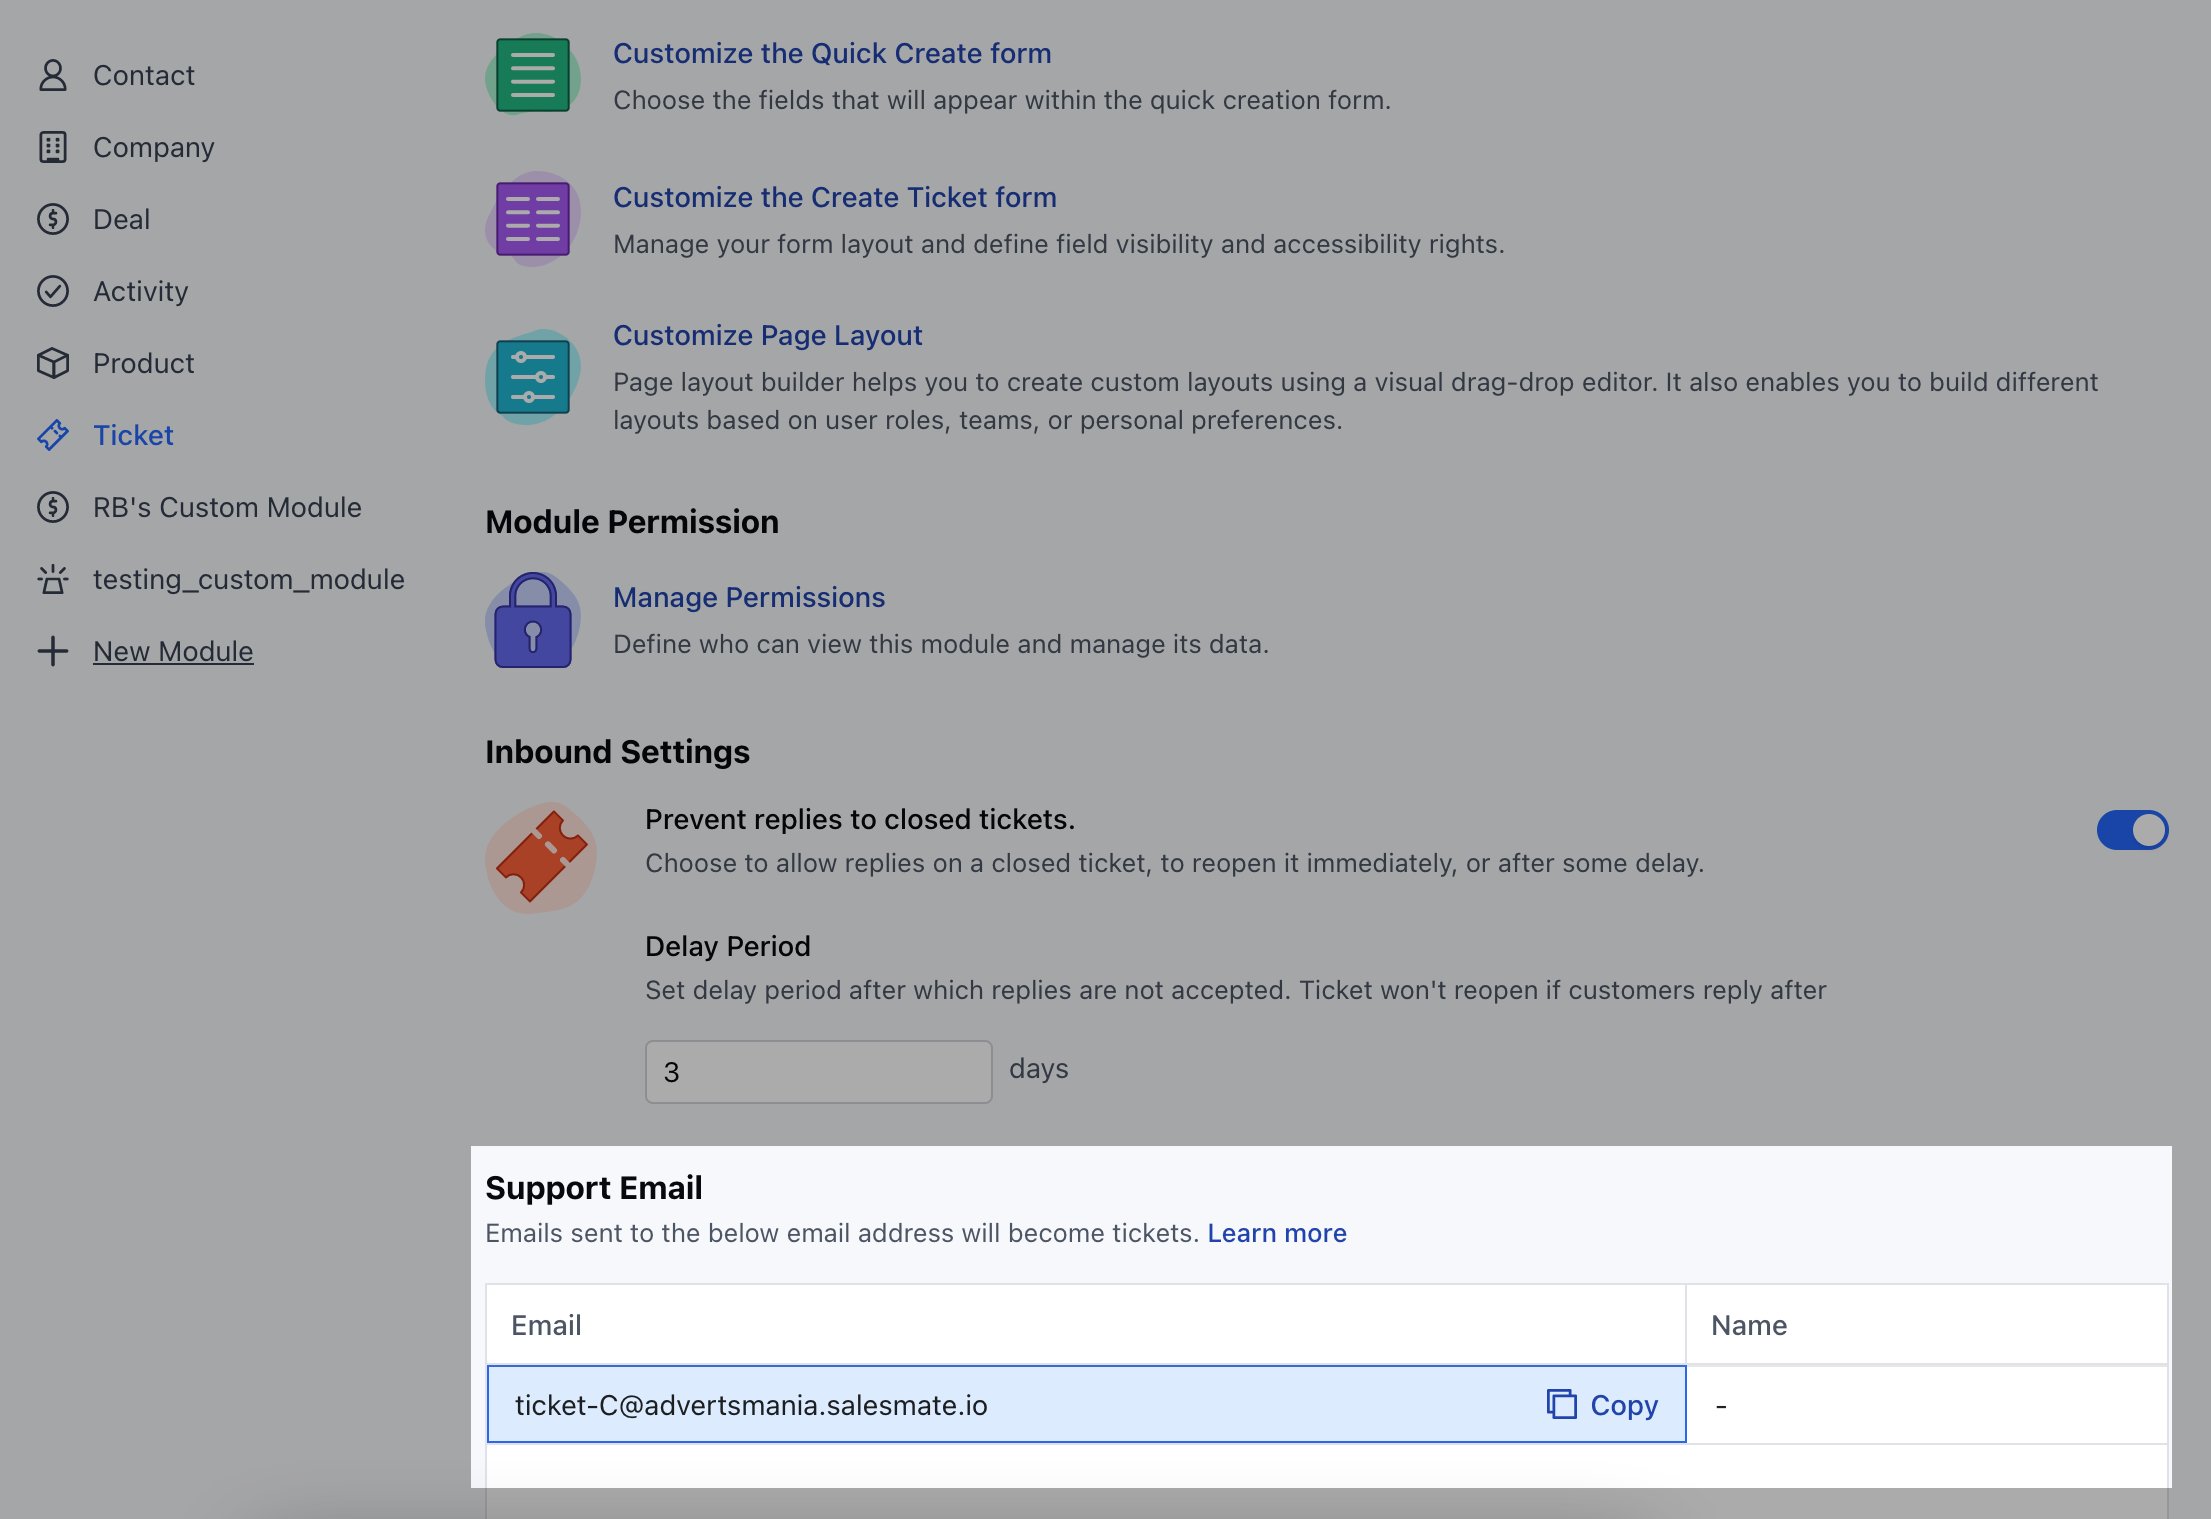 Contact
Company
Deal
Activity
Product
Ticket
RB's Custom Module
testing_custom_module
New Module
Customize the Quick Create form
Choose the fields that will appear within the quick creation form.
Customize the Create Ticket form
Manage your form layout and define field visibility and accessibility rights.
Customize Page Layout
Page layout builder helps you to create custom layouts using a visual drag-drop editor. It also enables you to build different
layouts based on user roles, teams, or personal preferences.
Module Permission
Manage Permissions
Define who can view this module and manage its data.
Inbound Settings
Prevent replies to closed tickets.
Choose to allow replies on a closed ticket, to reopen it immediately, or after some delay.
Delay Period
Set delay period after which replies are not accepted. Ticket won't reopen if customers reply after
3 days
Support Email
Emails sent to the below email address will become tickets. Learn more
Email Name
ticket-C@advertsmania.salesmate.io Copy -